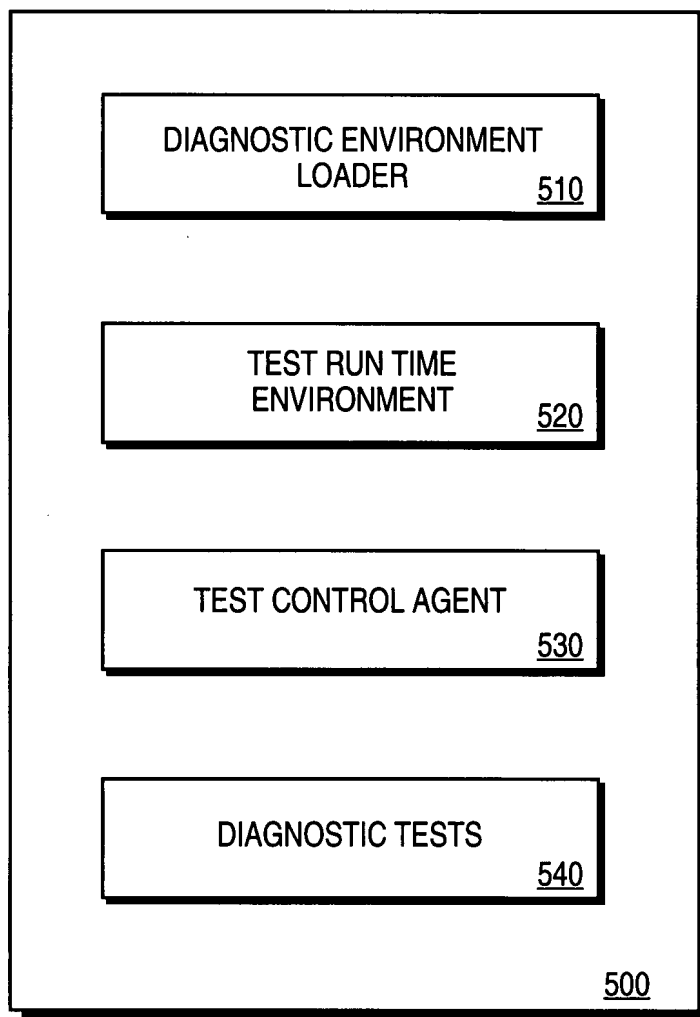 DIAGNOSTIC ENVIRONMENT
LOADER
510
TEST RUN TIME
ENVIRONMENT
520
TEST CONTROL AGENT
530
DIAGNOSTIC TESTS
540
500